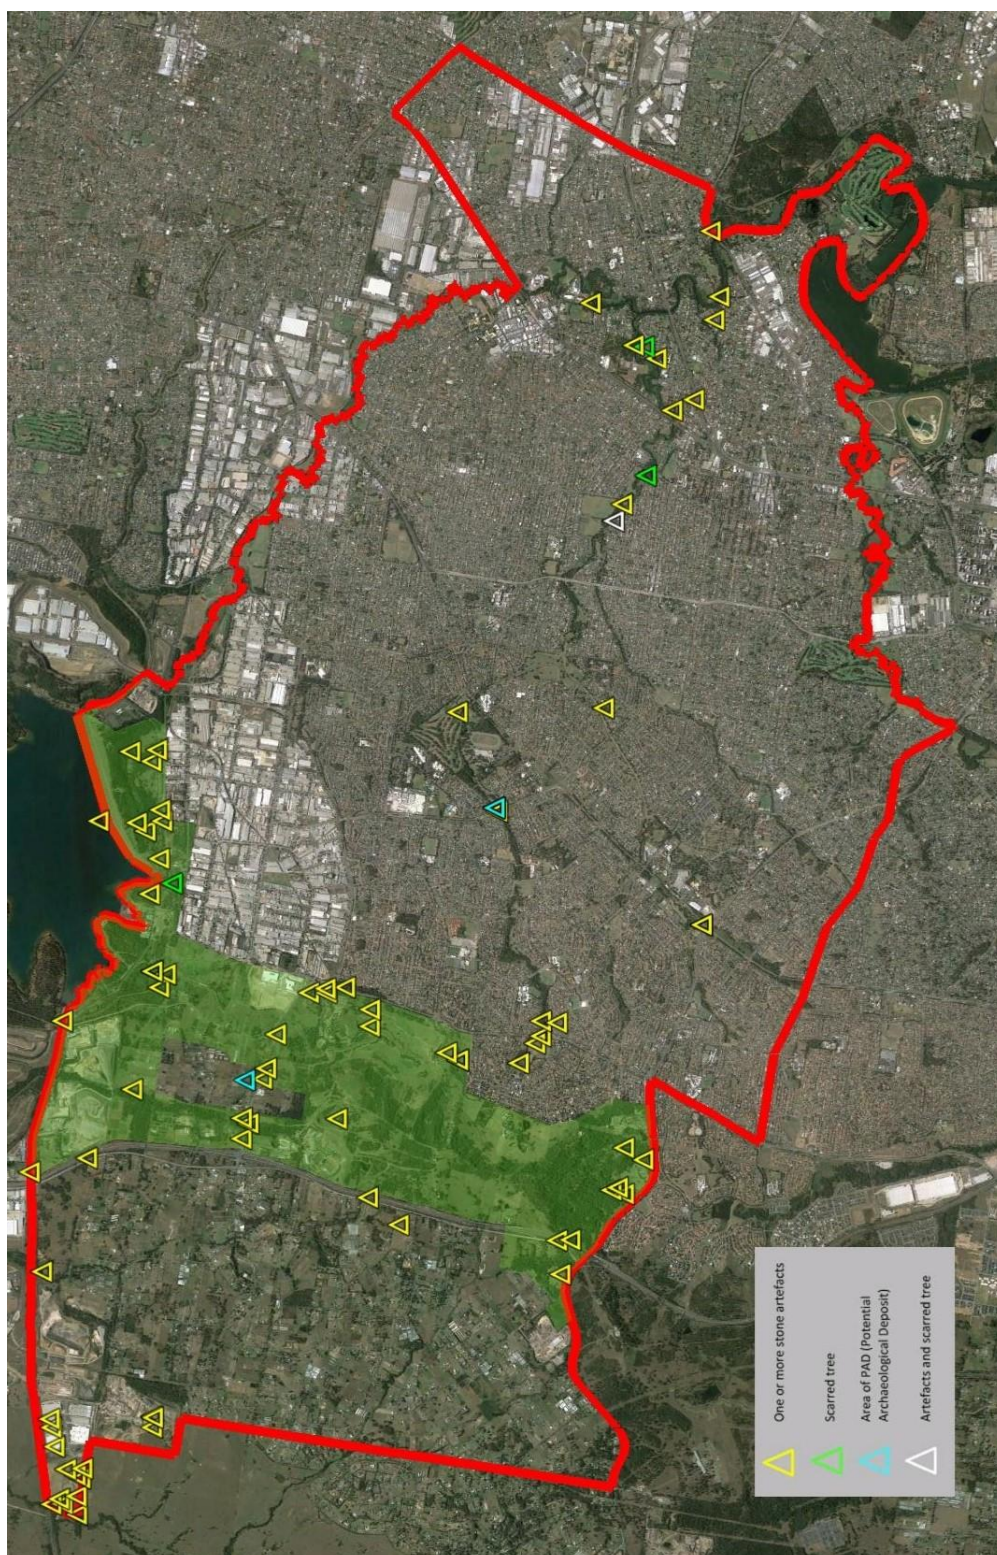 One or more stone artefacts
Scarred tree
Area of PAD (Potential
Archaeological Deposit)
Artefacts and scarred tree